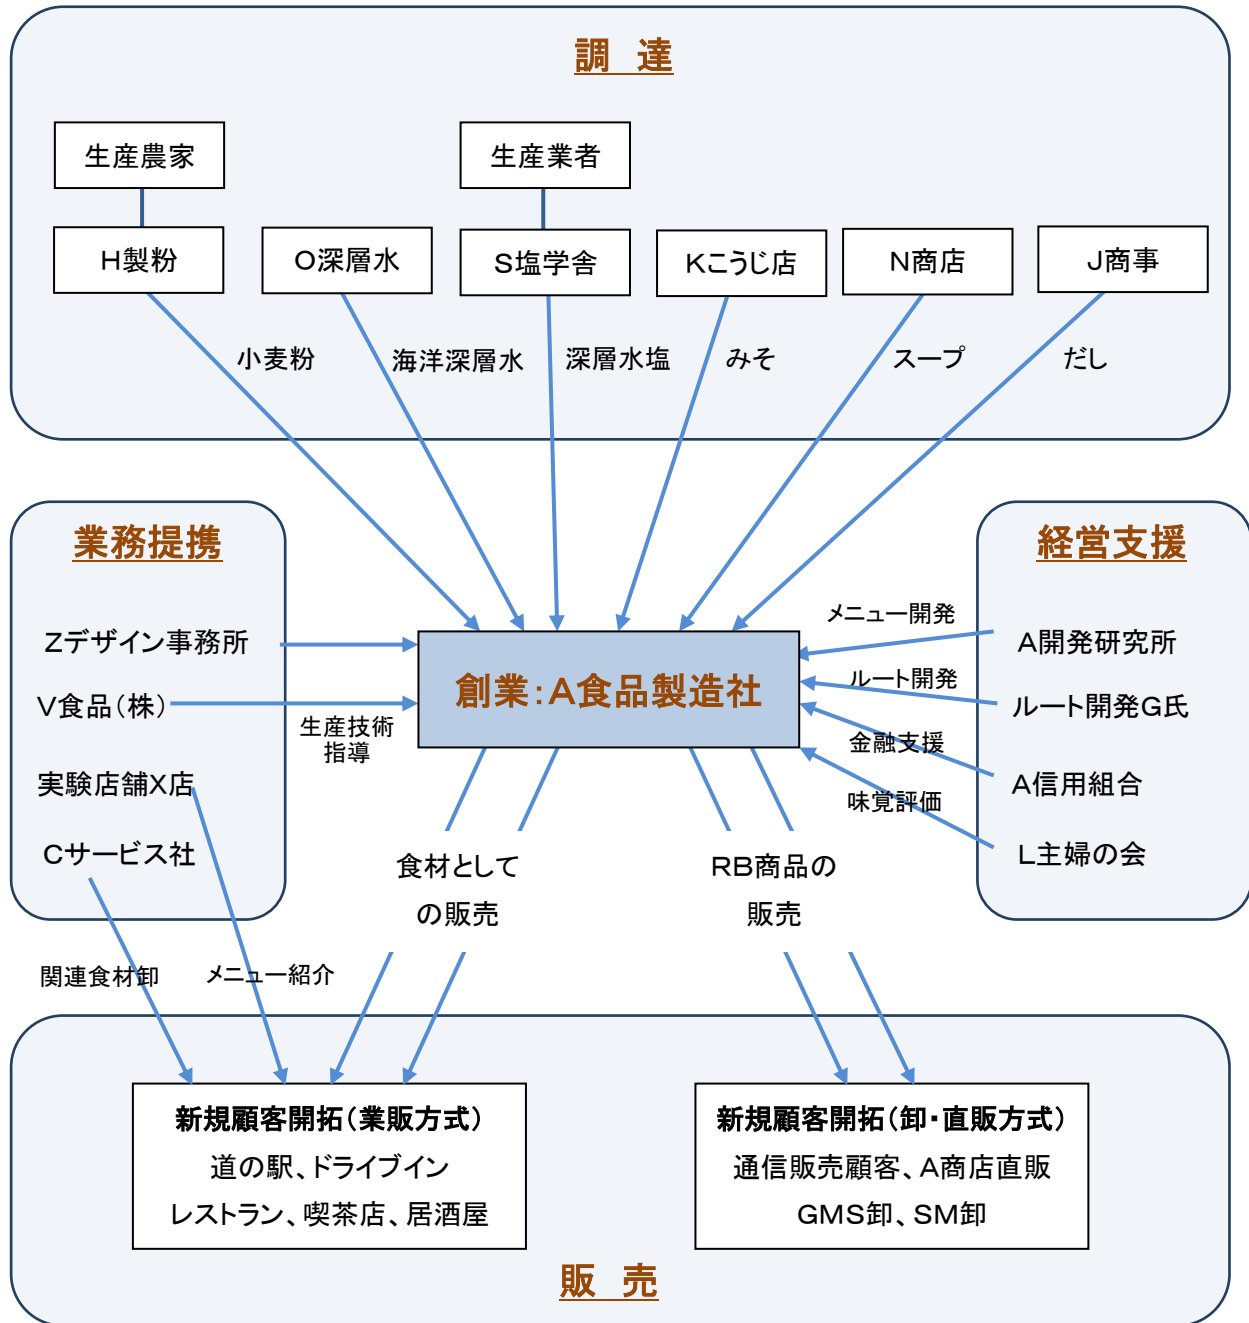 調 達
生産農家
生産業者
H製粉
O深層水
S塩学舎
Kこうじ店
N商店
J商事
小麦粉
海洋深層水
深層水塩
みそ
スープ
だし
業務提携
Zデザイン事務所
V食品(株)
生産技術
指導
実験店舗X店
Cサービス社
創業:A食品製造社
経営支援
メニュー開発
A開発研究所
ルート開発
ルート開発G氏
金融支援
A信用組合
味覚評価
L主婦の会
食材として
の販売
RB商品の
販売
関連食材卸
メニュー紹介
新規顧客開拓(業販方式)
道の駅、ドライブイン
レストラン、喫茶店、居酒屋
新規顧客開拓(卸・直販方式)
通信販売顧客、A商店直販
GMS卸、SM卸
販 売